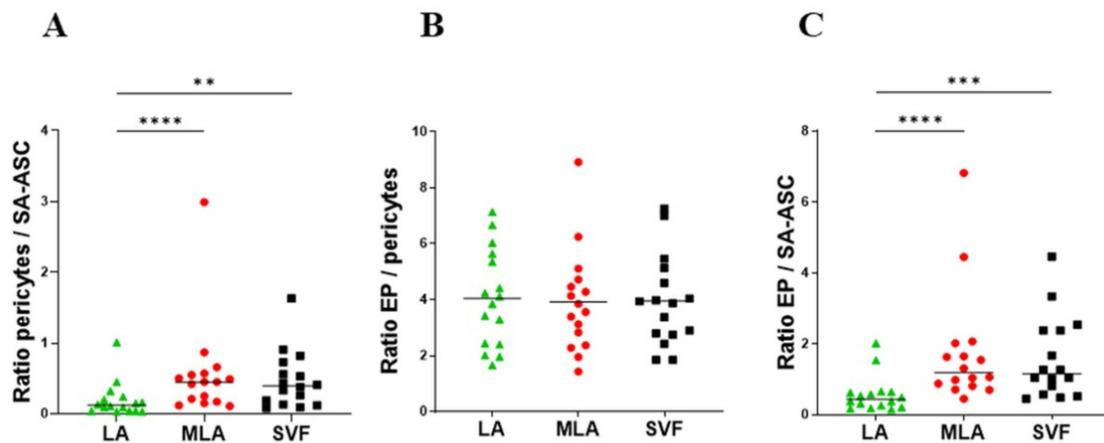 A
B
C
**
****
Ratio pericytes / SA-ASC
4
3
2
1
0
LA MLA SVF
Ratio EP / pericytes
10
8
6
4
2
0
LA MLA SVF
***
****
Ratio EP / SA-ASC
8
6
4
2
0
LA MLA SVF